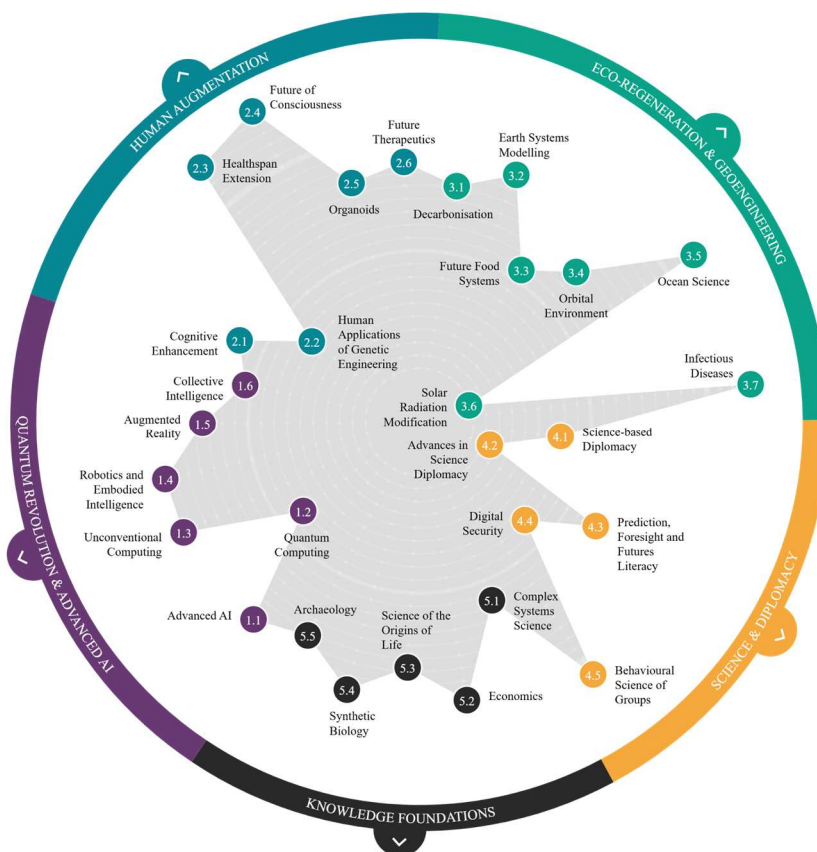 HUMAN AUGMENTATION
ECO-REGENERATION & GEOENGINEERING
QUANTUM REVOLUTION & ADVANCED AI
SCIENCE & DIPLOMACY
KNOWLEDGE FOUNDATIONS
2.4
Future of
Consciousness
2.3
Healthspan
Extension
2.5
Organoids
Future
Therapeutics
2.6
3.1
Decarbonisation
Earth Systems
Modelling
3.2
Future Food
Systems
3.3
3.4
Orbital
Environment
3.5
Ocean Science
Cognitive
Enhancement
2.1
2.2
Human
Applications
of Genetic
Engineering
Collective
Intelligence
1.6
Augmented
Reality
1.5
Robotics and
Embodied
Intelligence
1.4
Unconventional
Computing
1.3
1.2
Quantum
Computing
Solar
Radiation
Modification
3.6
Infectious
Diseases
3.7
Advances in
Science
Diplomacy
4.2
4.1
Science-based
Diplomacy
Digital
Security
4.4
4.3
Prediction,
Foresight and
Futures
Literacy
Advanced AI
1.1
Archaeology
5.5
5.4
Synthetic
Biology
Science of the
Origins of
Life
5.3
5.2
Economics
5.1
Complex
Systems
Science
4.5
Behavioural
Science of
Groups